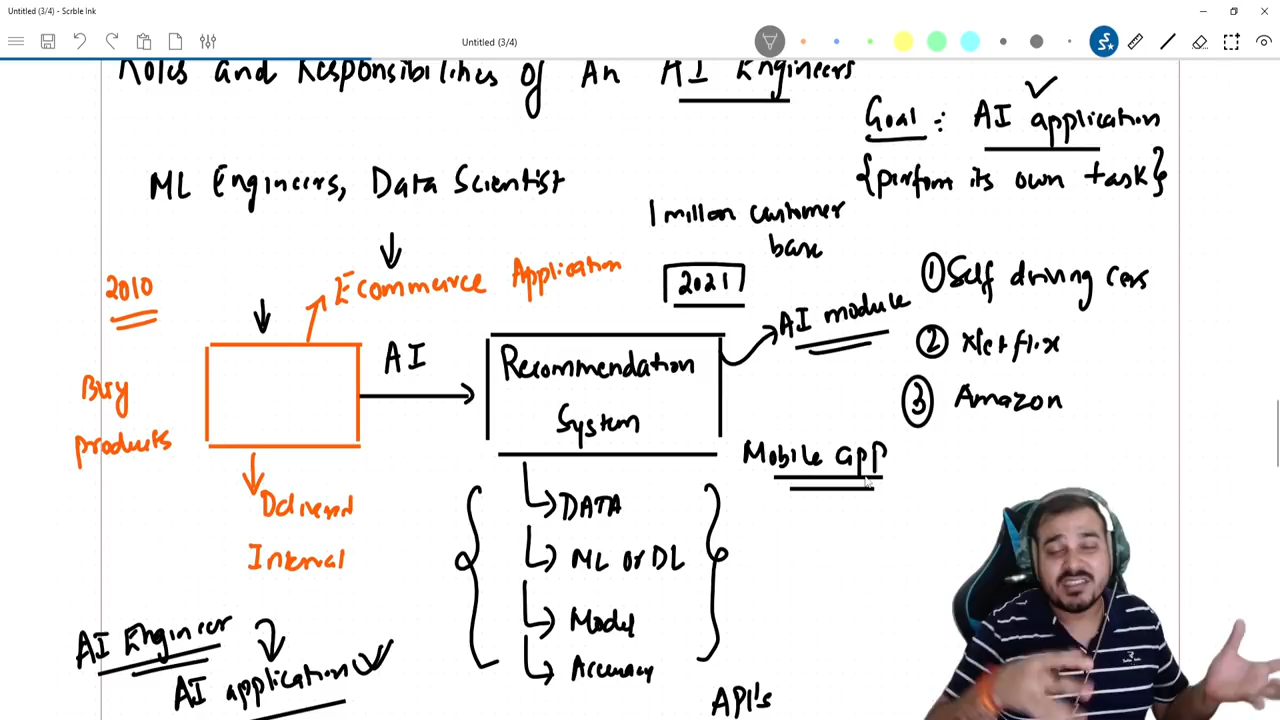 Untitled (3/4) - Scrble Ink
Untitled (3/4)
Roles and Responsibilities of An AI Engineers
Goal : AI application
{perform its own task}
ML Engineers, Data Scientist
1 million customer
base
2010
Ecommerce Application
2021
AI module
① Self driving cars
② Netflix
③ Amazon
AI
Recommendation
System
Buy
products
Mobile app
Delivered
Interval
DATA
ML or DL
Model
Accuracy
AI Engineer
AI application
API's